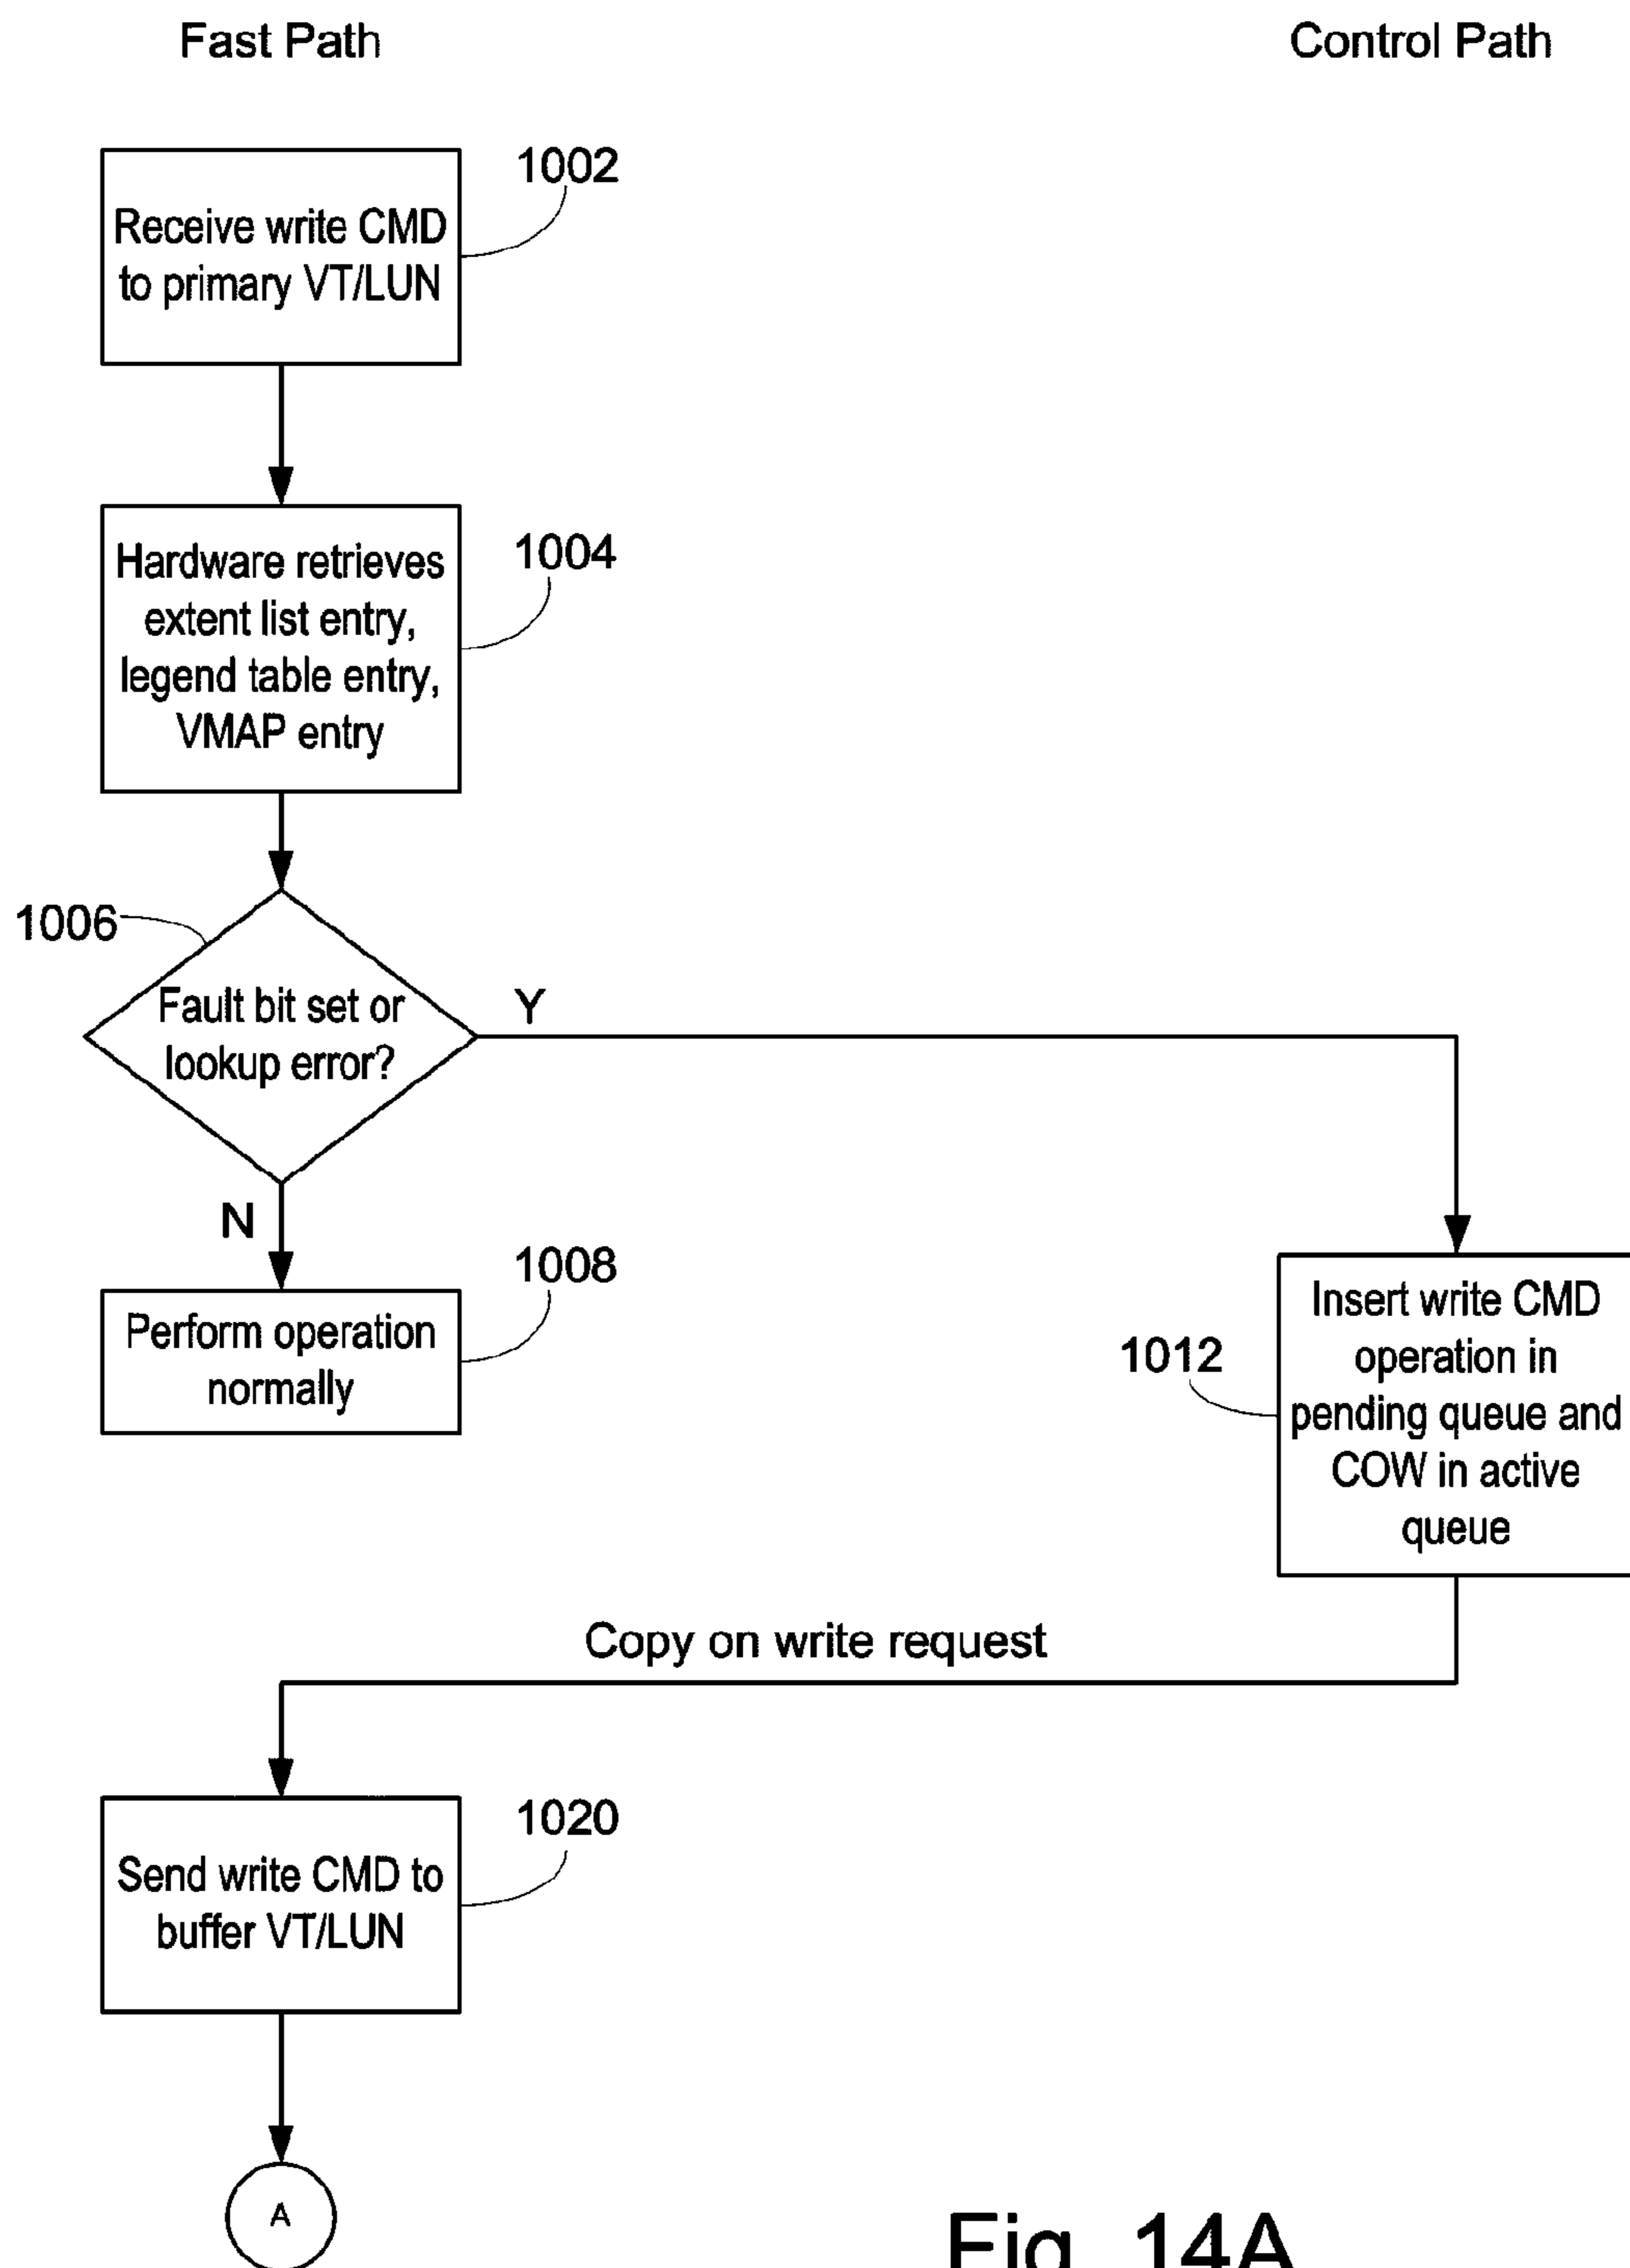 Fast Path
Control Path
1002
Receive write CMD
to primary VT/LUN
1004
Hardware retrieves
extent list entry,
legend table entry,
VMAP entry
1006
Fault bit set or
lookup error?
Y
N
1008
Perform operation
normally
1012
Insert write CMD
operation in
pending queue and
COW in active
queue
Copy on write request
1020
Send write CMD to
buffer VT/LUN
A
Fig. 14A